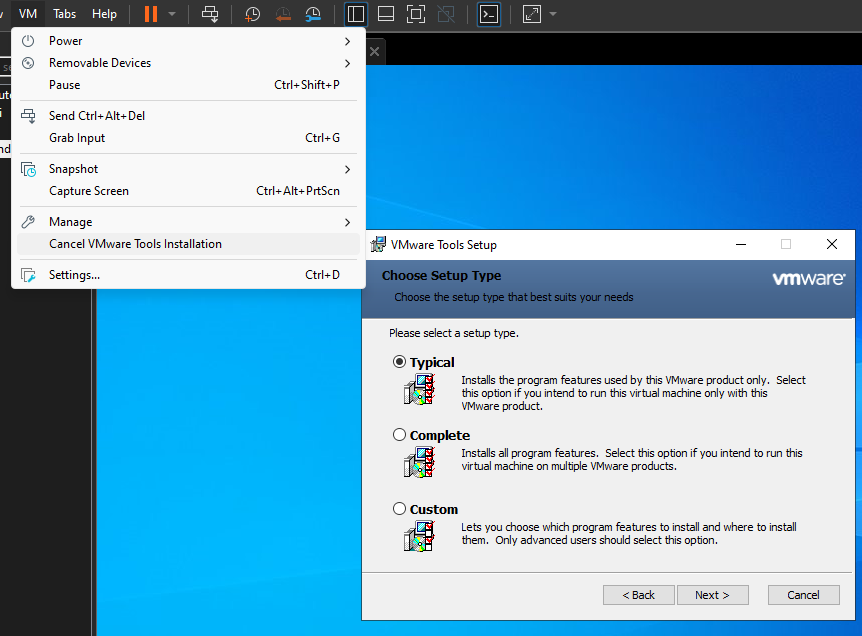 VM Tabs Help
Power
Removable Devices
Pause Ctrl+Shift+P
Send Ctrl+Alt+Del
Grab Input Ctrl+G
Snapshot
Capture Screen Ctrl+Alt+PrtScn
Manage
Cancel VMware Tools Installation
Settings... Ctrl+D
VMware Tools Setup
Choose Setup Type
vmware®
Choose the setup type that best suits your needs
Please select a setup type.
Typical
Installs the program features used by this VMware product only. Select
this option if you intend to run this virtual machine only with this
VMware product.
Complete
Installs all program features. Select this option if you intend to run this
virtual machine on multiple VMware products.
Custom
Lets you choose which program features to install and where to install
them. Only advanced users should select this option.
< Back Next > Cancel